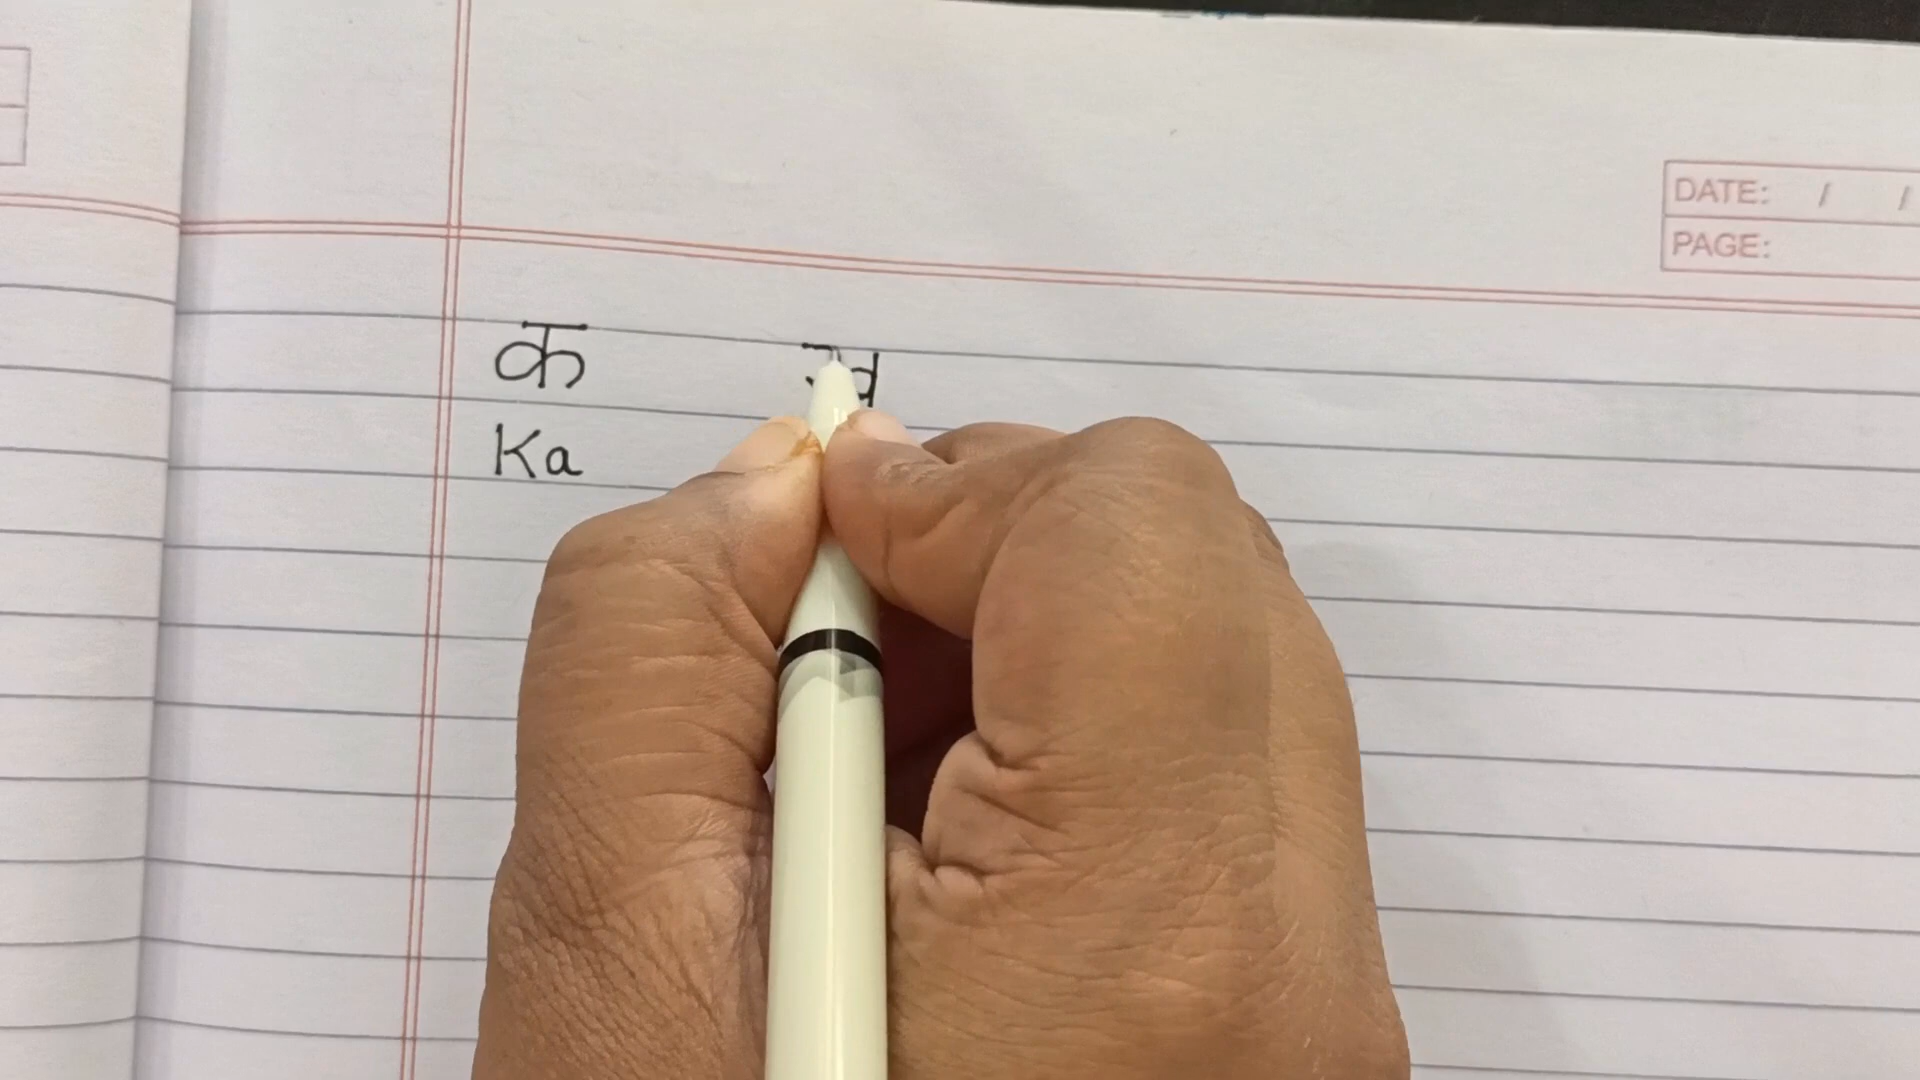 DATE: / /
PAGE:
क
Ka